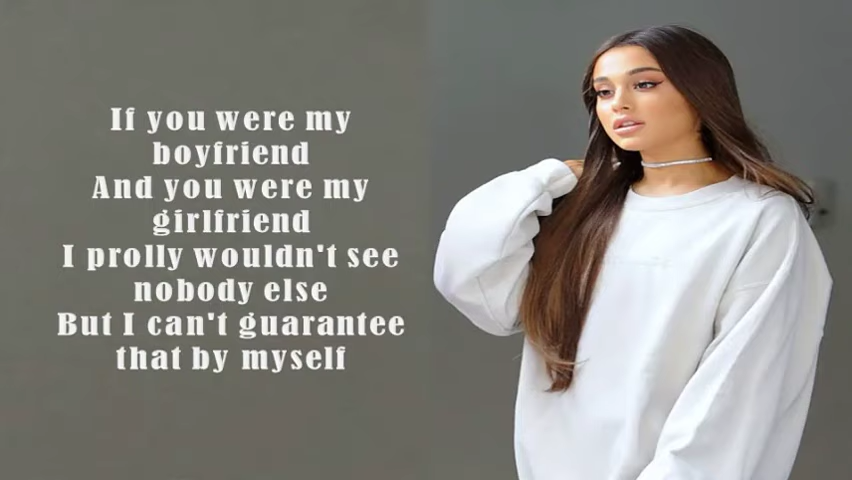 If you were my
boyfriend
And you were my
girlfriend
I prolly wouldn't see
nobody else
But I can't guarantee
that by myself